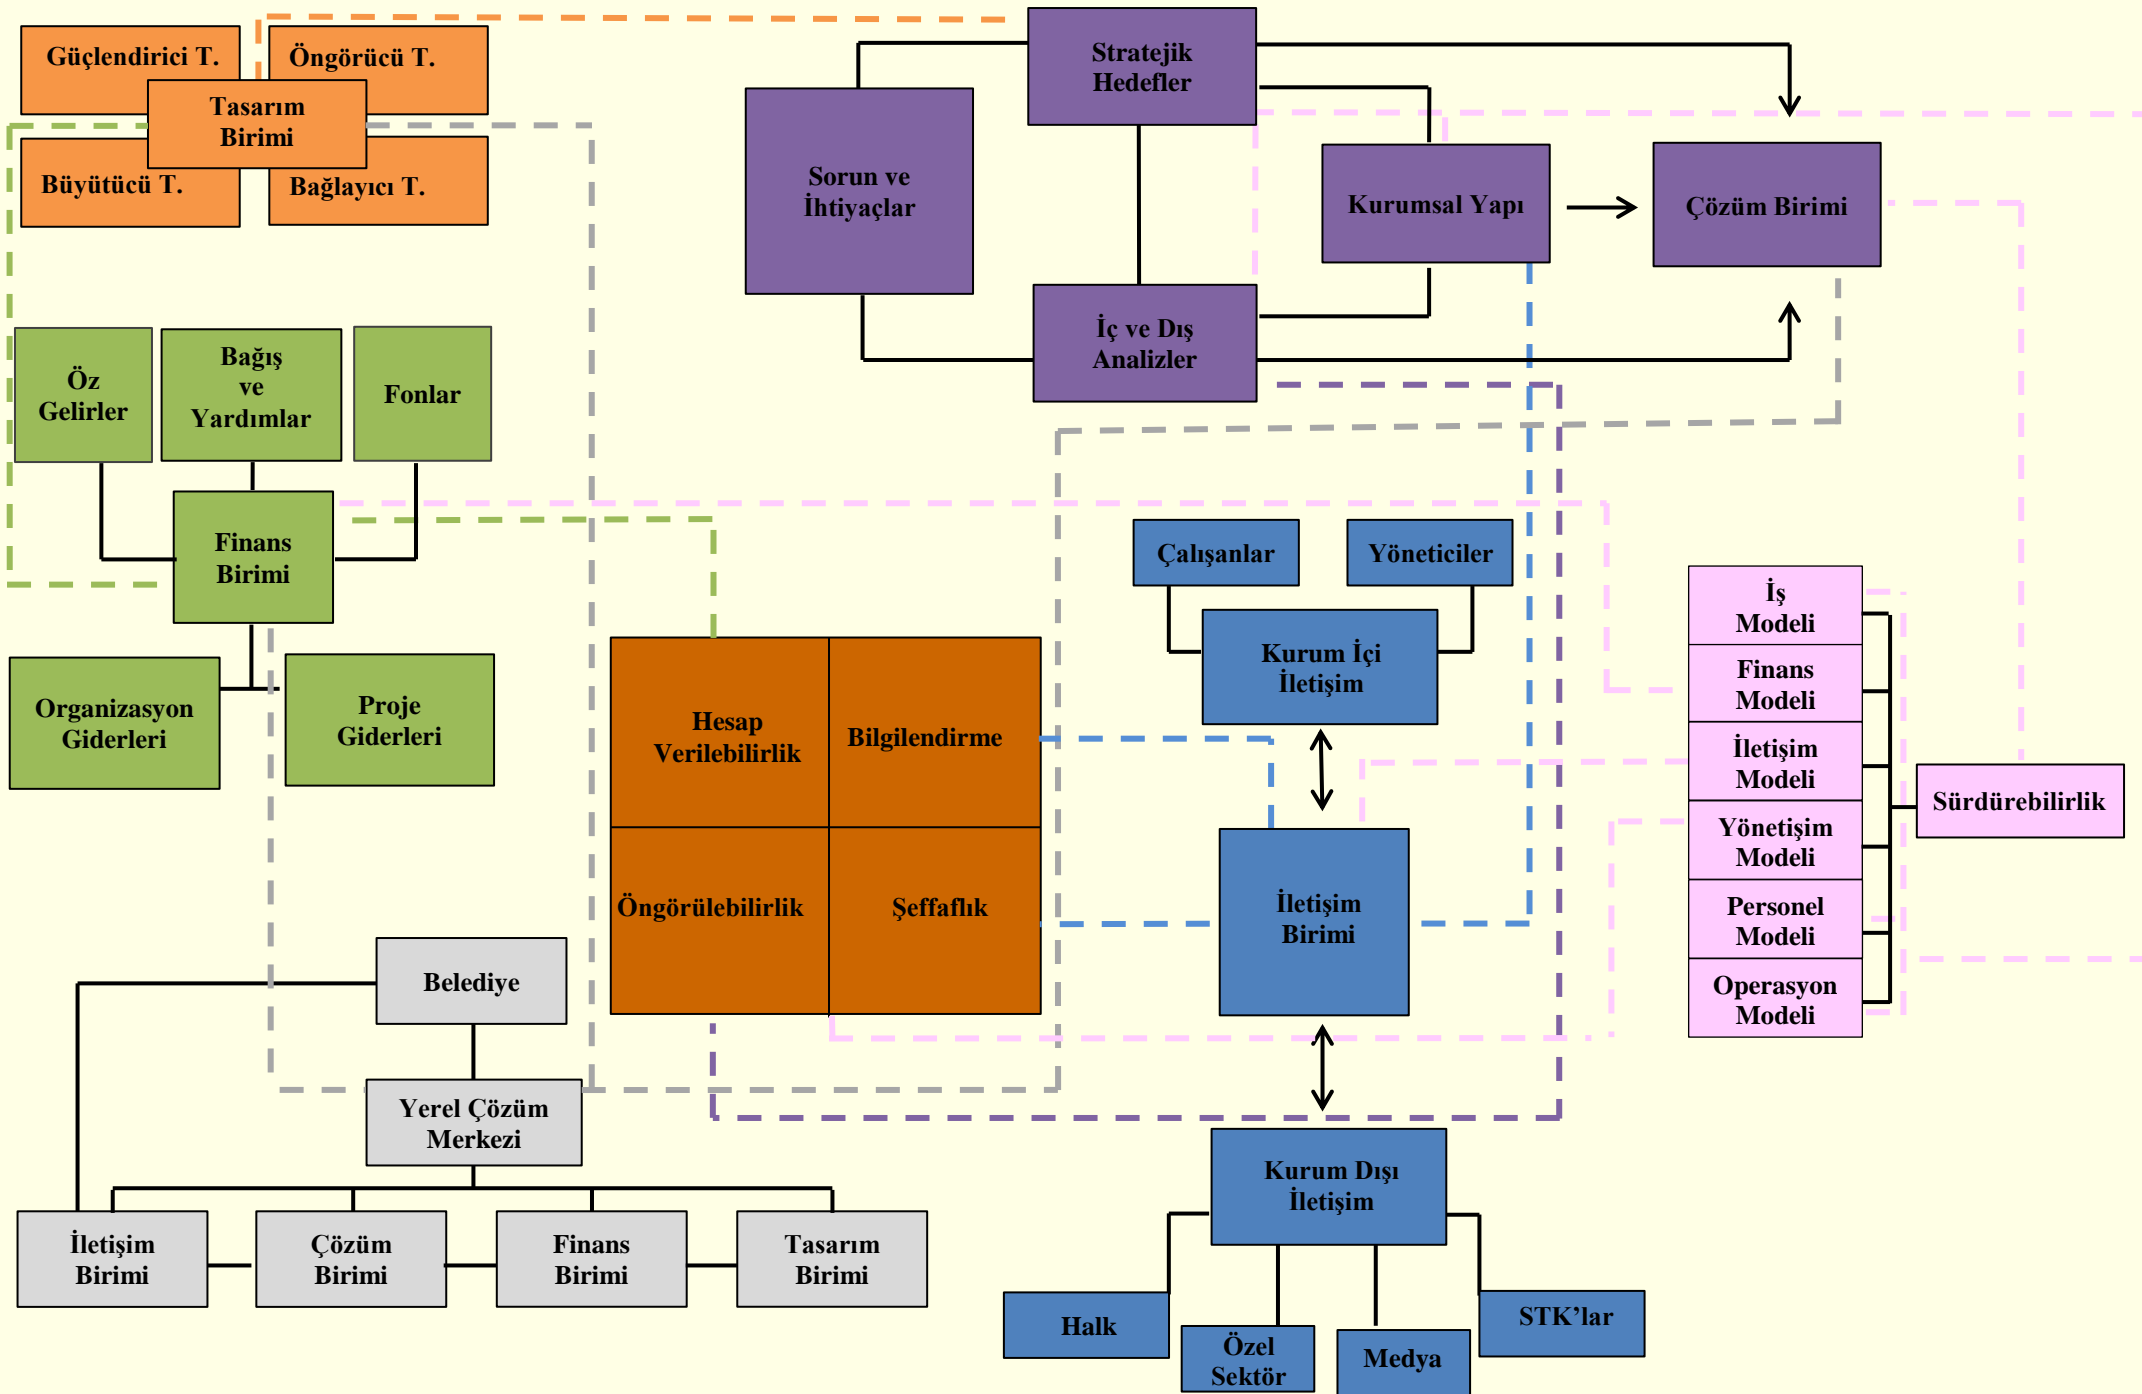 Güçlendirici T.
Öngörücü T.
Tasarım
Birimi
Büyütücü T.
Bağlayıcı T.
Stratejik
Hedefler
Sorun ve
İhtiyaçlar
Kurumsal Yapı
Çözüm Birimi
İç ve Dış
Analizler
Öz
Gelirler
Bağış
ve
Yardımlar
Fonlar
Finans
Birimi
Organizasyon
Giderleri
Proje
Giderleri
Hesap
Verilebilirlik
Bilgilendirme
Öngörülebilirlik
Şeffaflık
Çalışanlar
Yöneticiler
Kurum İçi
İletişim
İletişim
Birimi
İş
Modeli
Finans
Modeli
İletişim
Modeli
Yönetişim
Modeli
Personel
Modeli
Operasyon
Modeli
Sürdürebilirlik
Belediye
Yerel Çözüm
Merkezi
İletişim
Birimi
Çözüm
Birimi
Finans
Birimi
Tasarım
Birimi
Kurum Dışı
İletişim
Halk
Özel
Sektör
Medya
STK’lar